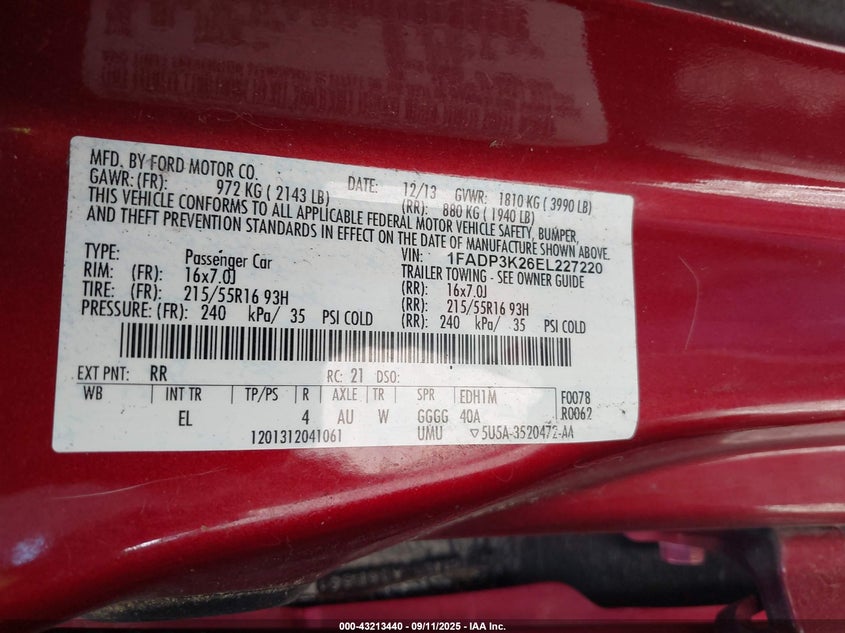 MFD. BY FORD MOTOR CO.
DATE: 12/13 GVWR: 1810 KG ( 3990 LB)
GAWR: (FR): 972 KG ( 2143 LB) (RR): 880 KG ( 1940 LB)
THIS VEHICLE CONFORMS TO ALL APPLICABLE FEDERAL MOTOR VEHICLE SAFETY, BUMPER,
AND THEFT PREVENTION STANDARDS IN EFFECT ON THE DATE OF MANUFACTURE SHOWN ABOVE.
VIN: 1FADP3K26EL227220
TYPE: Passenger Car TRAILER TOWING - SEE OWNER GUIDE
RIM: (FR): 16x7.0J (RR): 16x7.0J
TIRE: (FR): 215/55R16 93H (RR): 215/55R16 93H
PRESSURE: (FR): 240 kPa/ 35 PSI COLD (RR): 240 kPa/ 35 PSI COLD
EXT PNT: RR RC: 21 DSO:
WB INT TR TP/PS R AXLE TR SPR EDH1M F0078
EL 4 AU W GGGG 40A R0062
1201312041061 UMU ▽5U5A-3520472-AA
000-43213440 - 09/11/2025 - IAA Inc.